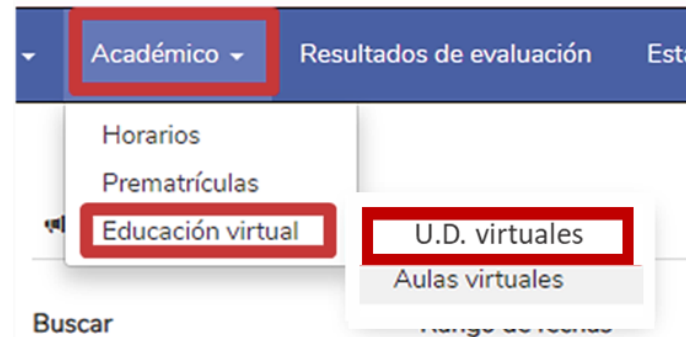 Académico Resultados de evaluación
Horarios
Prematrículas
Educación virtual
U.D. virtuales
Aulas virtuales
Buscar